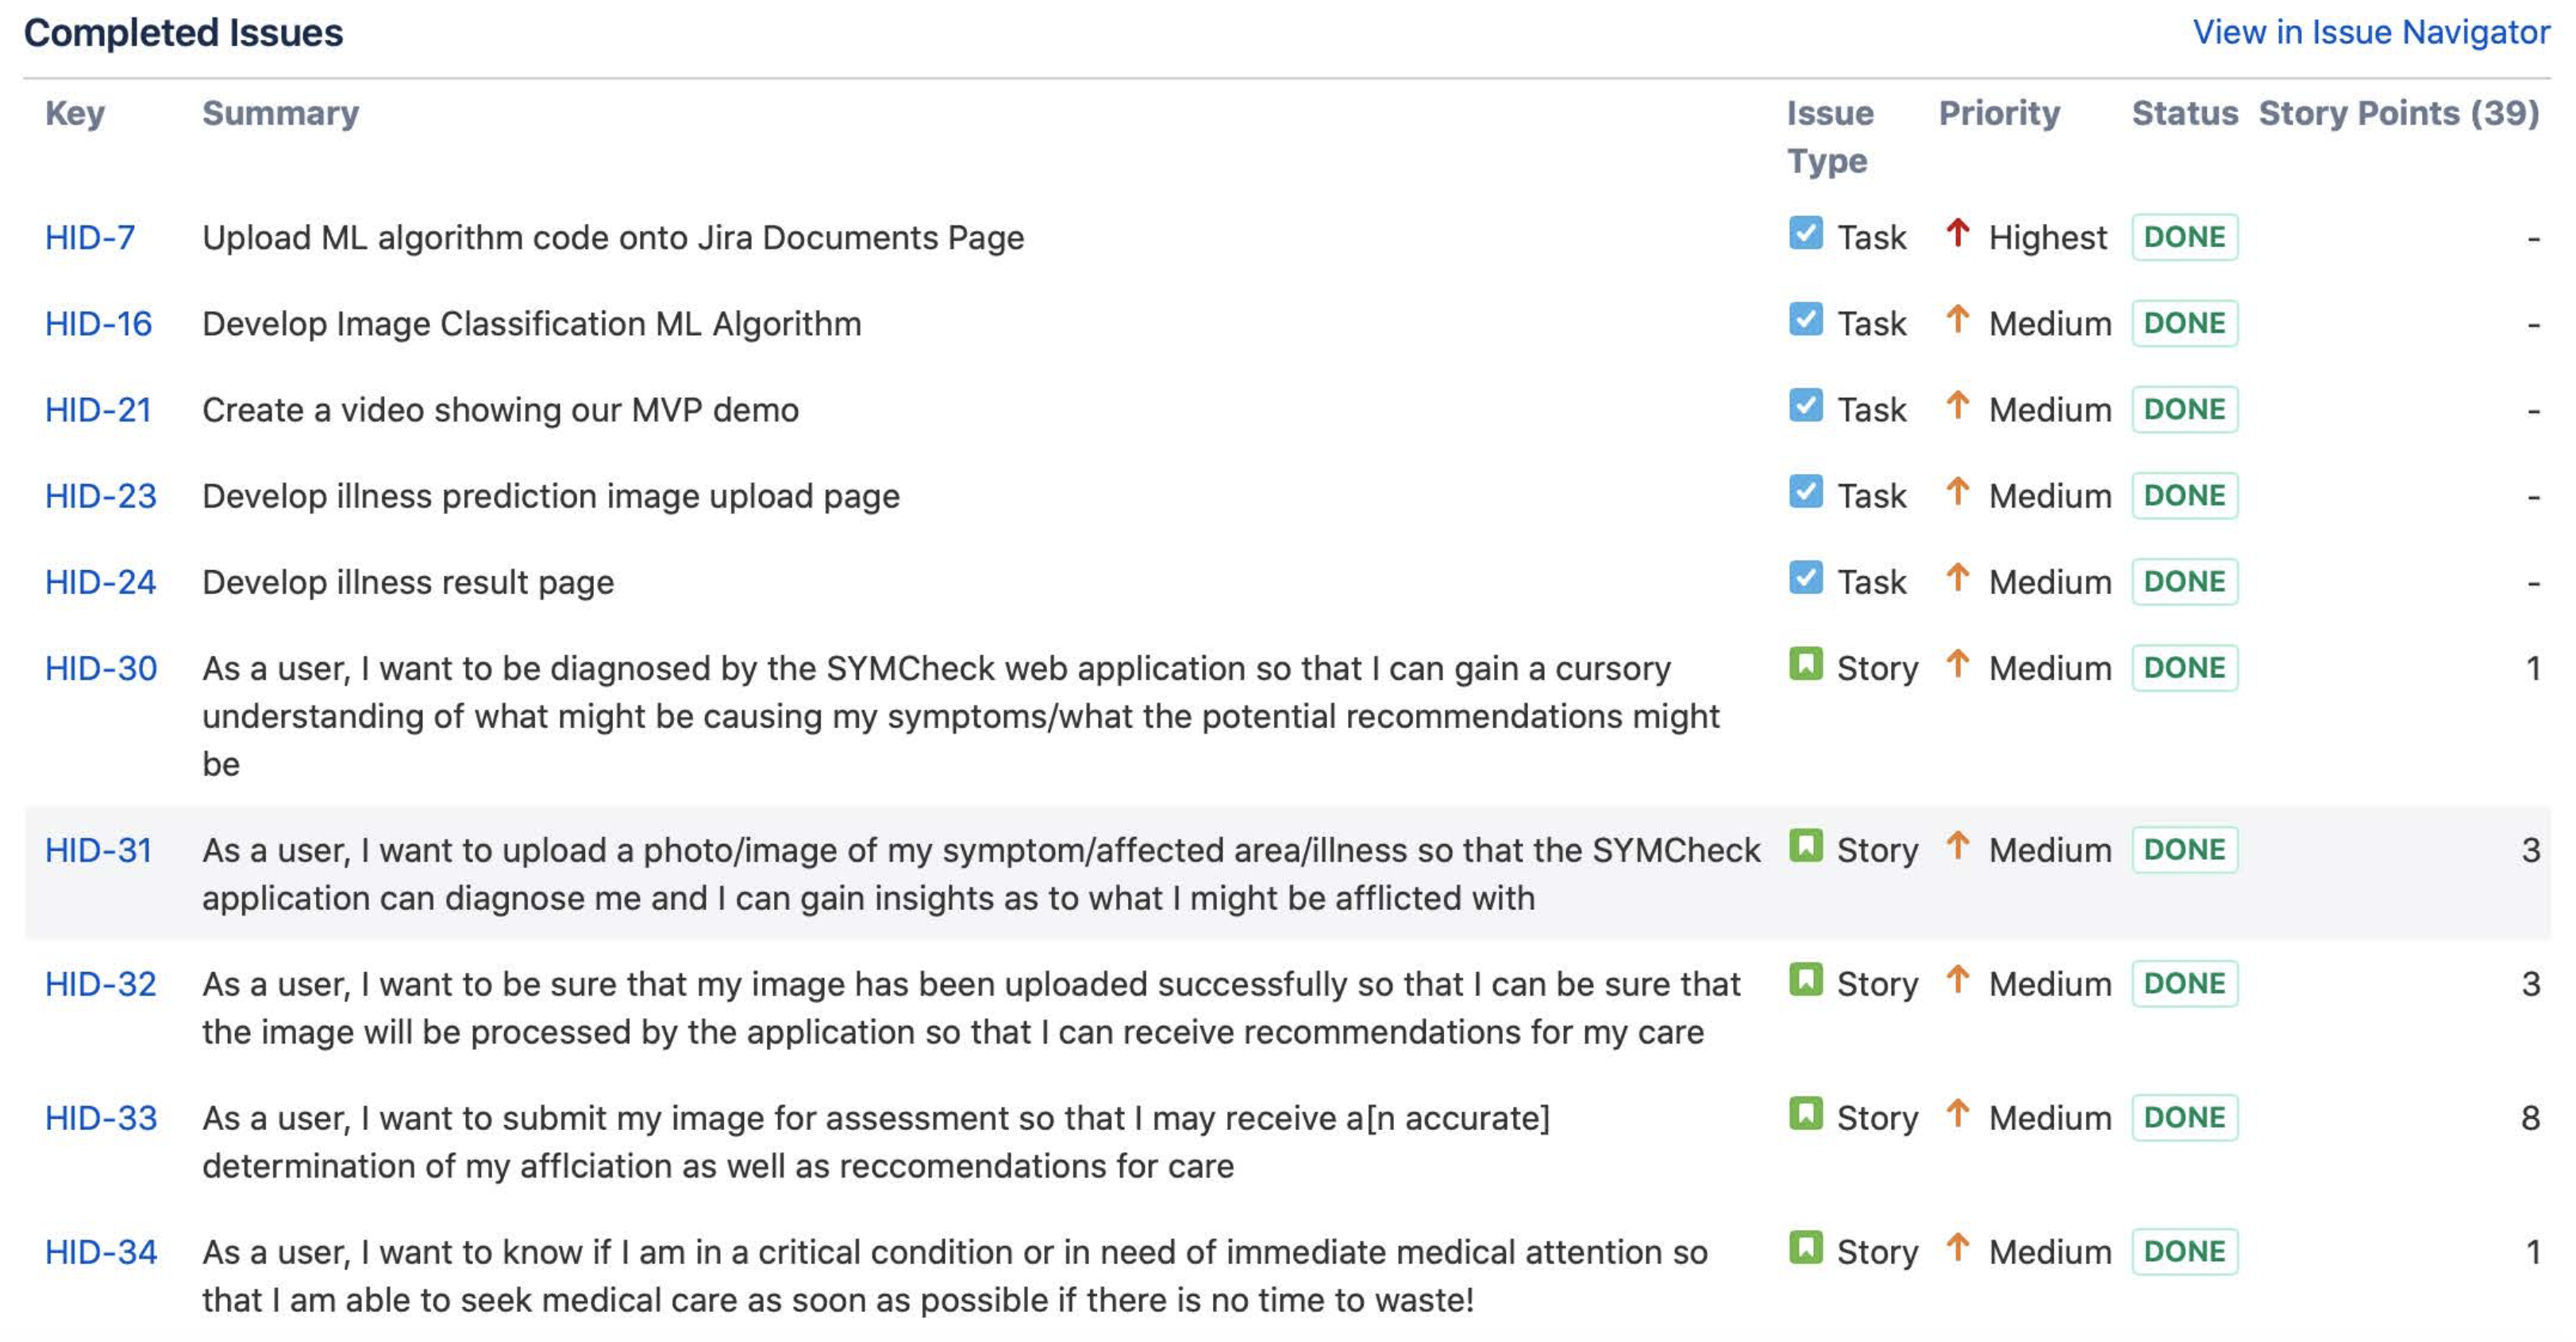 Completed Issues View in Issue Navigator
Key Summary Issue Type Priority Status Story Points (39)
HID-7 Upload ML algorithm code onto Jira Documents Page Task Highest DONE -
HID-16 Develop Image Classification ML Algorithm Task Medium DONE -
HID-21 Create a video showing our MVP demo Task Medium DONE -
HID-23 Develop illness prediction image upload page Task Medium DONE -
HID-24 Develop illness result page Task Medium DONE -
HID-30 As a user, I want to be diagnosed by the SYMCheck web application so that I can gain a cursory Story Medium DONE 1
understanding of what might be causing my symptoms/what the potential recommendations might
be
HID-31 As a user, I want to upload a photo/image of my symptom/affected area/illness so that the SYMCheck Story Medium DONE 3
application can diagnose me and I can gain insights as to what I might be afflicted with
HID-32 As a user, I want to be sure that my image has been uploaded successfully so that I can be sure that Story Medium DONE 3
the image will be processed by the application so that I can receive recommendations for my care
HID-33 As a user, I want to submit my image for assessment so that I may receive a[n accurate] Story Medium DONE 8
determination of my afflciation as well as reccomendations for care
HID-34 As a user, I want to know if I am in a critical condition or in need of immediate medical attention so Story Medium DONE 1
that I am able to seek medical care as soon as possible if there is no time to waste!